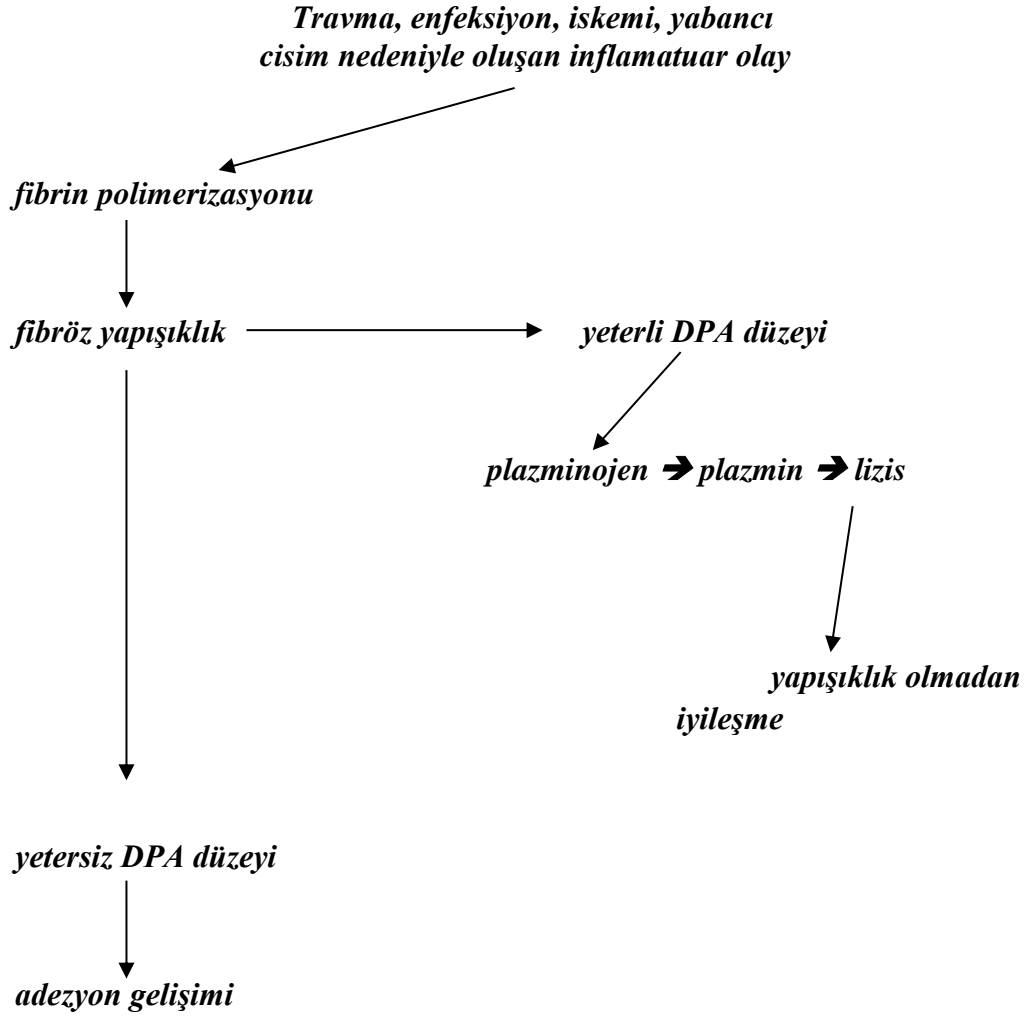 Travma, enfeksiyon, iskemi, yabancı
cisim nedeniyle oluşan inflamatuar olay
fibrin polimerizasyonu
fibröz yapışıklık
yeterli DPA düzeyi
plazminojen → plazmin → lizis
yapışıklık olmadan
iyileşme
yetersiz DPA düzeyi
adezyon gelişimi